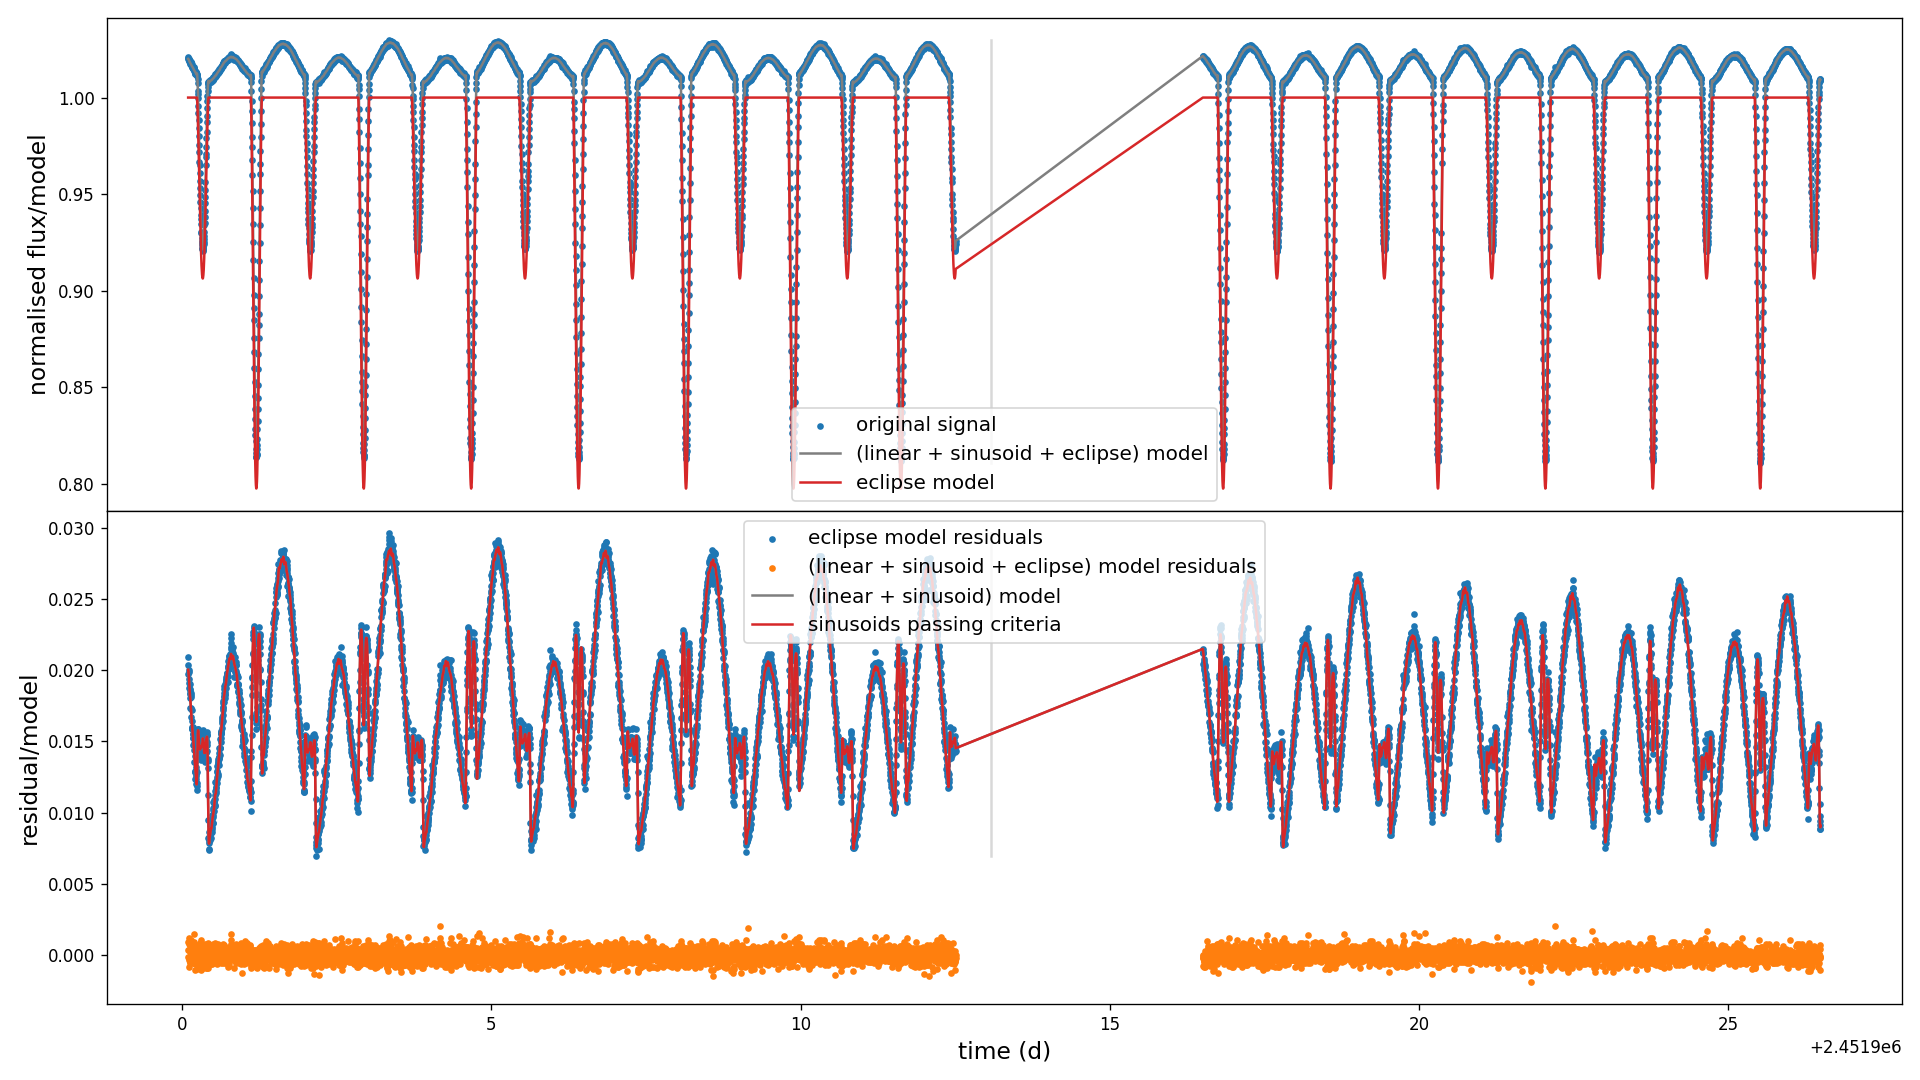 normalised flux/model
1.00
0.95
0.90
0.85
0.80
original signal
(linear + sinusoid + eclipse) model
eclipse model
residual/model
0.030
0.025
0.020
0.015
0.010
0.005
0.000
eclipse model residuals
(linear + sinusoid + eclipse) model residuals
(linear + sinusoid) model
sinusoids passing criteria
0
5
10
15
20
25
time (d)
+2.4519e6